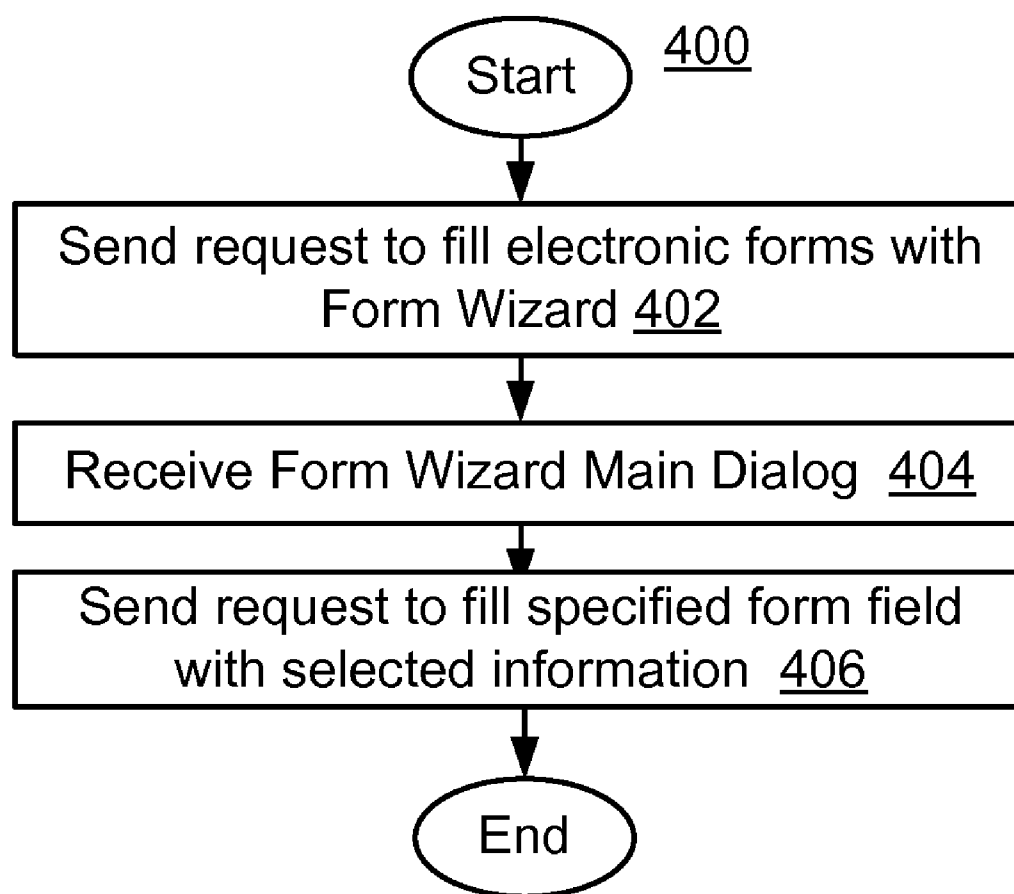 Start
400
Send request to fill electronic forms with
Form Wizard 402
Receive Form Wizard Main Dialog 404
Send request to fill specified form field
with selected information 406
End